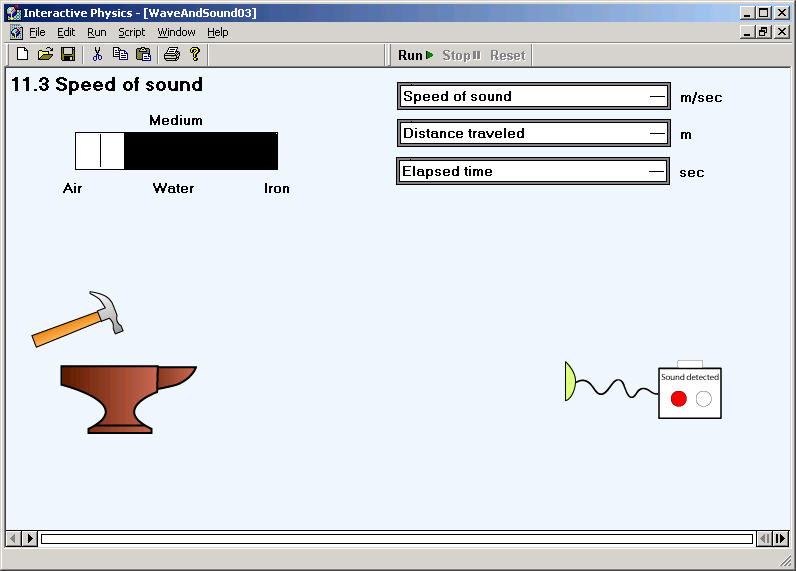 Interactive Physics - [WaveAndSound03]
File Edit Run Script Window Help
Run Stop Reset
11.3 Speed of sound
Medium
Air Water Iron
Speed of sound — m/sec
Distance traveled — m
Elapsed time — sec
Sound detected